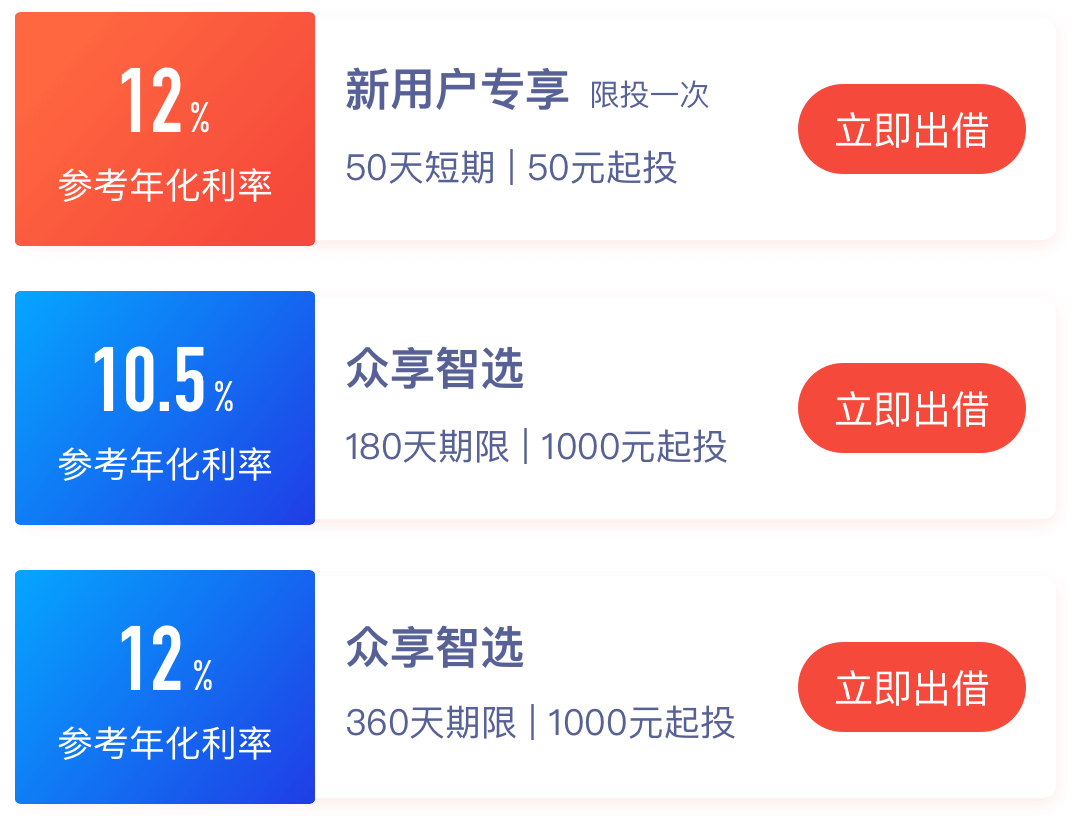 12%
参考年化利率
新用户专享 限投一次
50天短期 | 50元起投
立即出借
10.5%
参考年化利率
众享智选
180天期限 | 1000元起投
立即出借
12%
参考年化利率
众享智选
360天期限 | 1000元起投
立即出借